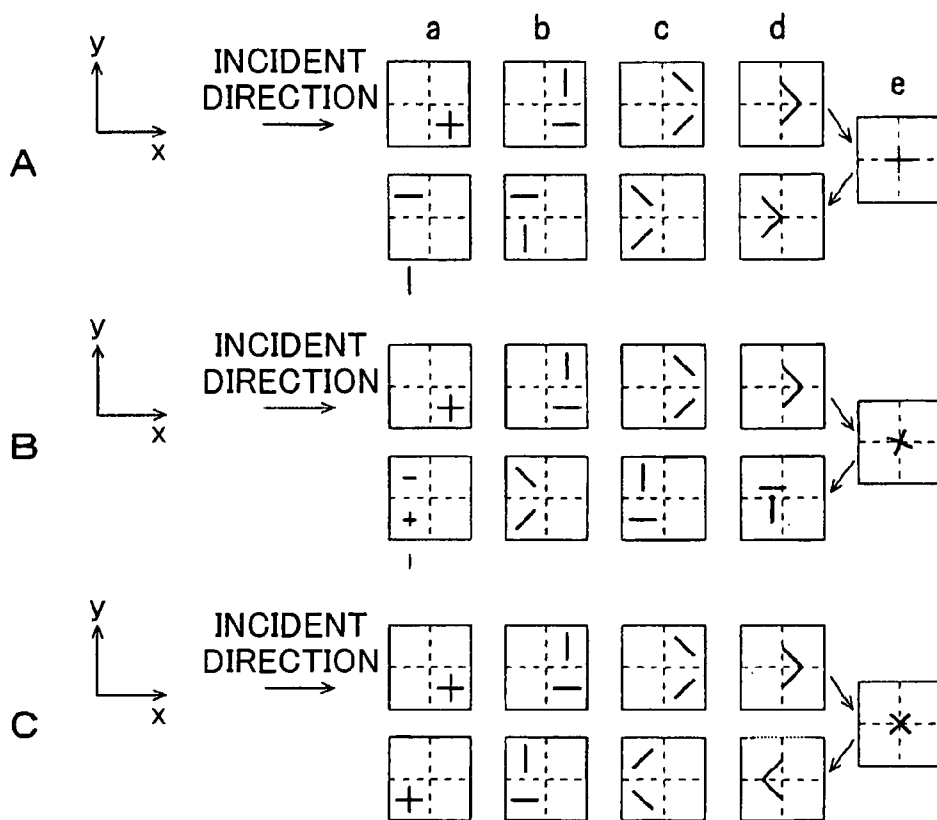 a b c d
y INCIDENT
DIRECTION e
x
A
y INCIDENT
DIRECTION
x
B
y INCIDENT
DIRECTION
x
C